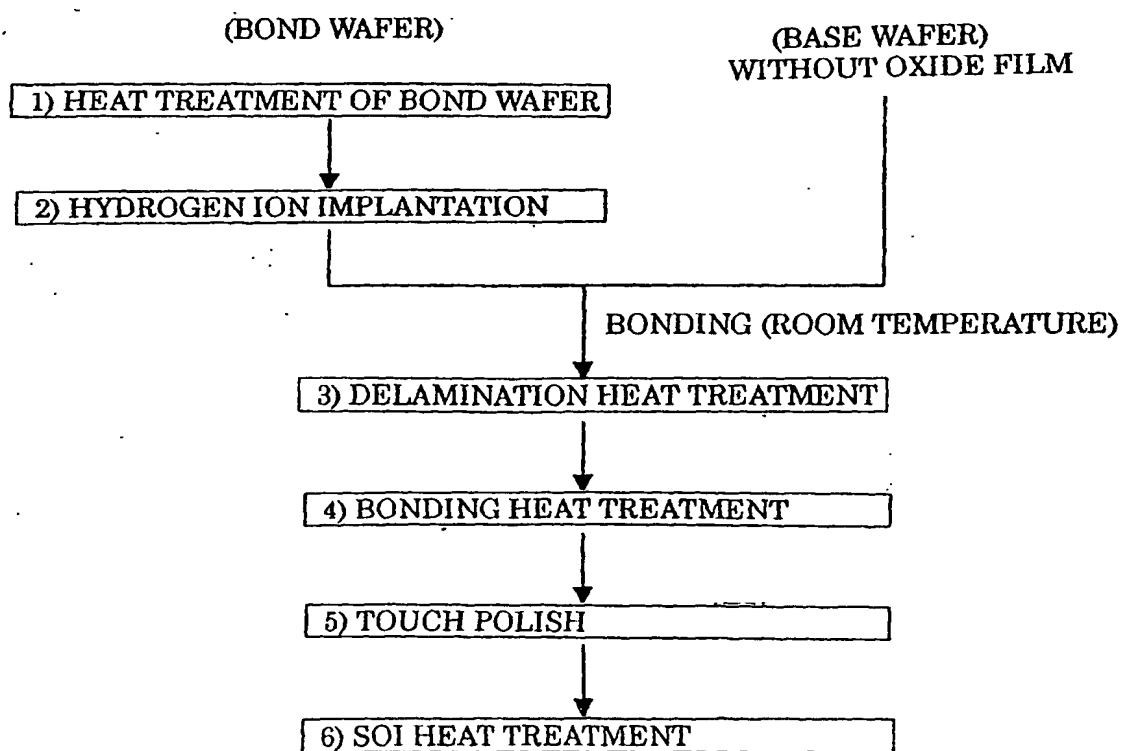 (BOND WAFER)
(BASE WAFER)
WITHOUT OXIDE FILM
1) HEAT TREATMENT OF BOND WAFER
2) HYDROGEN ION IMPLANTATION
BONDING (ROOM TEMPERATURE)
3) DELAMINATION HEAT TREATMENT
4) BONDING HEAT TREATMENT
5) TOUCH POLISH
6) SOI HEAT TREATMENT